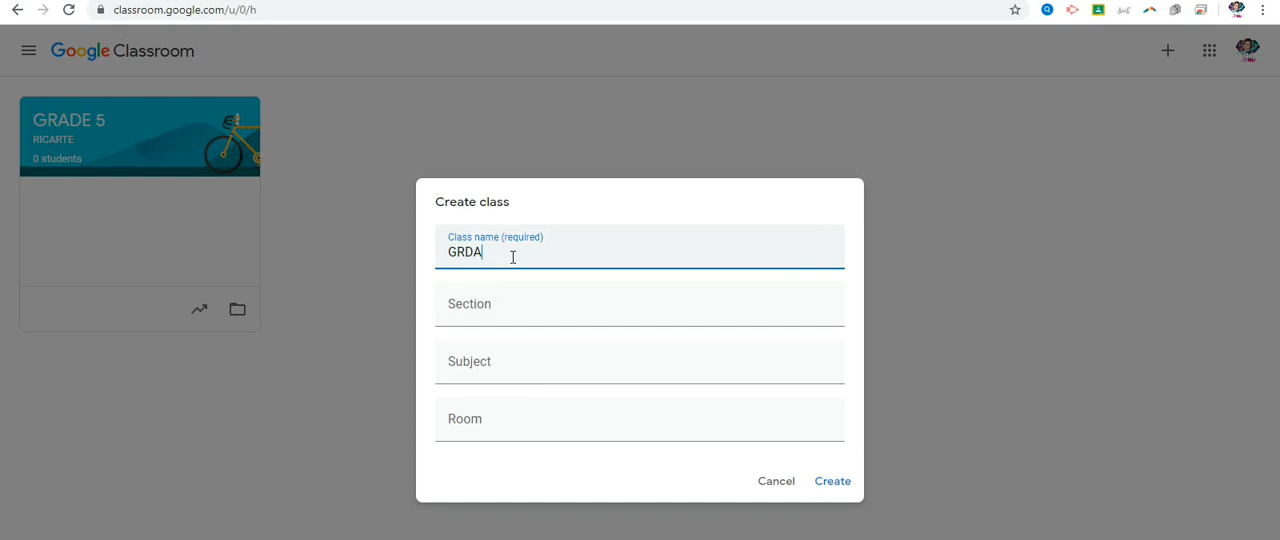 classroom.google.com/u/0/h
Google Classroom
GRADE 5
RICARTE
0 students
Create class
Class name (required)
GRDA
Section
Subject
Room
Cancel
Create